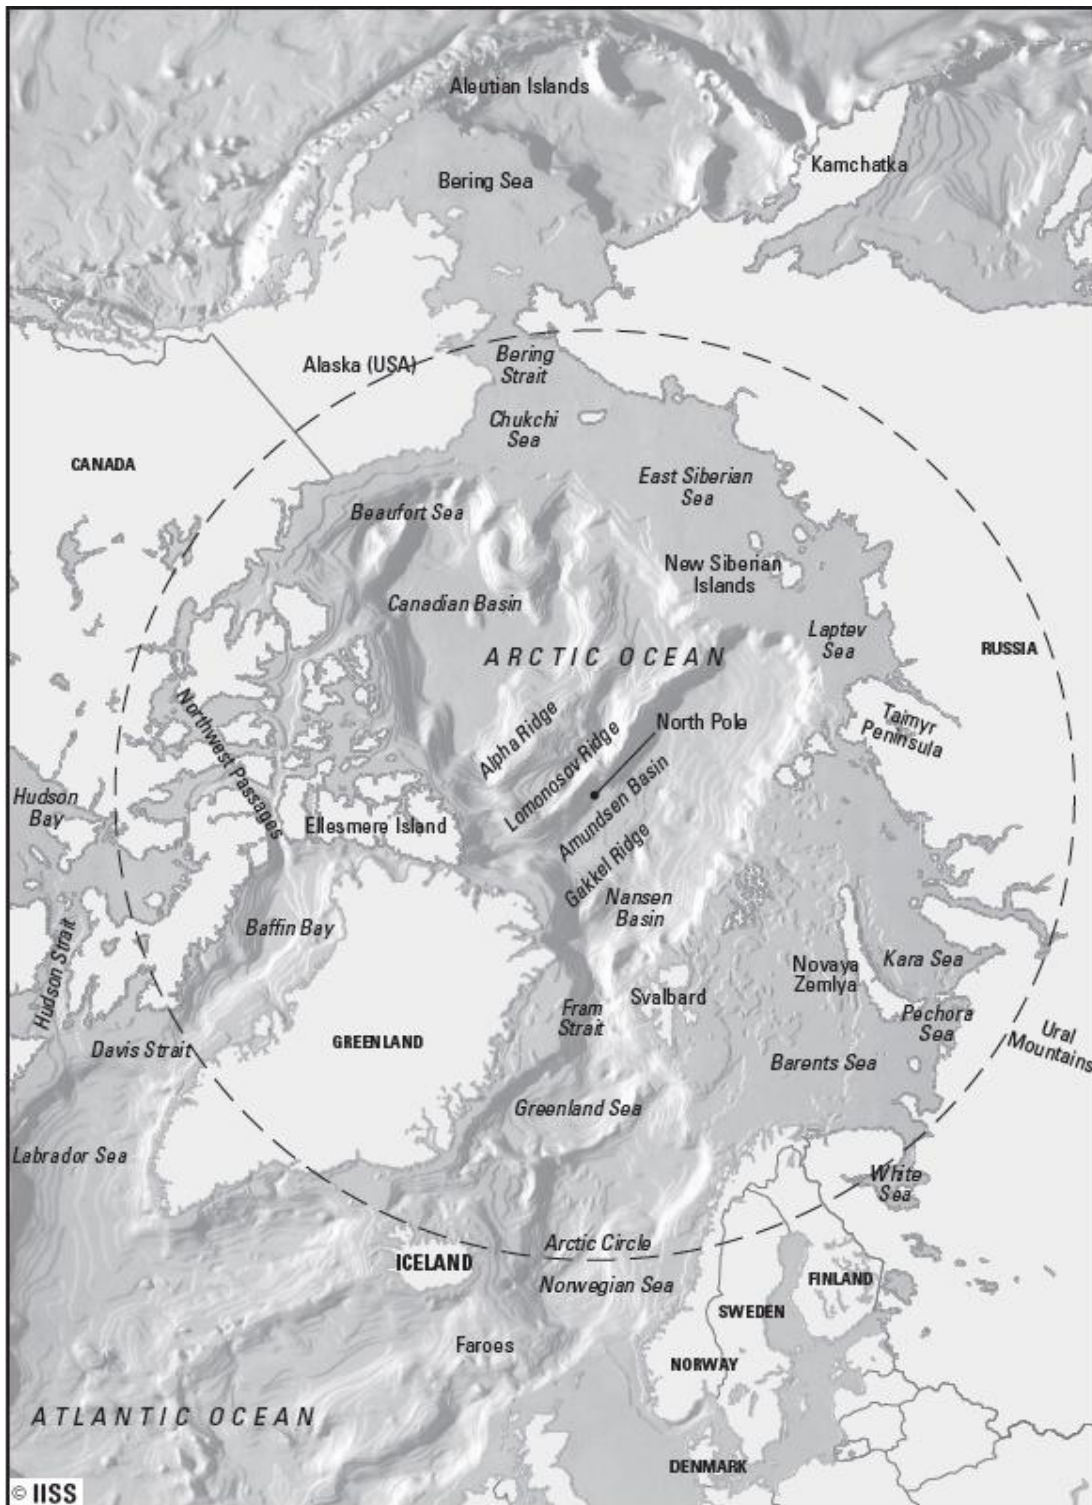 Aleutian Islands
Kamchatka
Bering Sea
Alaska (USA)
Bering
Strait
Chukchi
Sea
CANADA
East Siberian
Sea
Beaufort Sea
New Siberian
Islands
Canadian Basin
Laptev
Sea
ARCTIC OCEAN
RUSSIA
Northwest Passages
Alpha Ridge
Lomonosov Ridge
North Pole
Taimyr
Peninsula
Amundsen Basin
Hudson
Bay
Ellesmere Island
Gakkel Ridge
Nansen
Basin
Baffin Bay
Hudson Strait
Kara Sea
Novaya
Zemlya
Svalbard
Fram
Strait
Pechora
Sea
GREENLAND
Davis Strait
Ural
Mountains
Barents Sea
Greenland Sea
Labrador Sea
White
Sea
Arctic Circle
ICELAND
Norwegian Sea
FINLAND
SWEDEN
Faroes
NORWAY
ATLANTIC OCEAN
DENMARK
© IISS